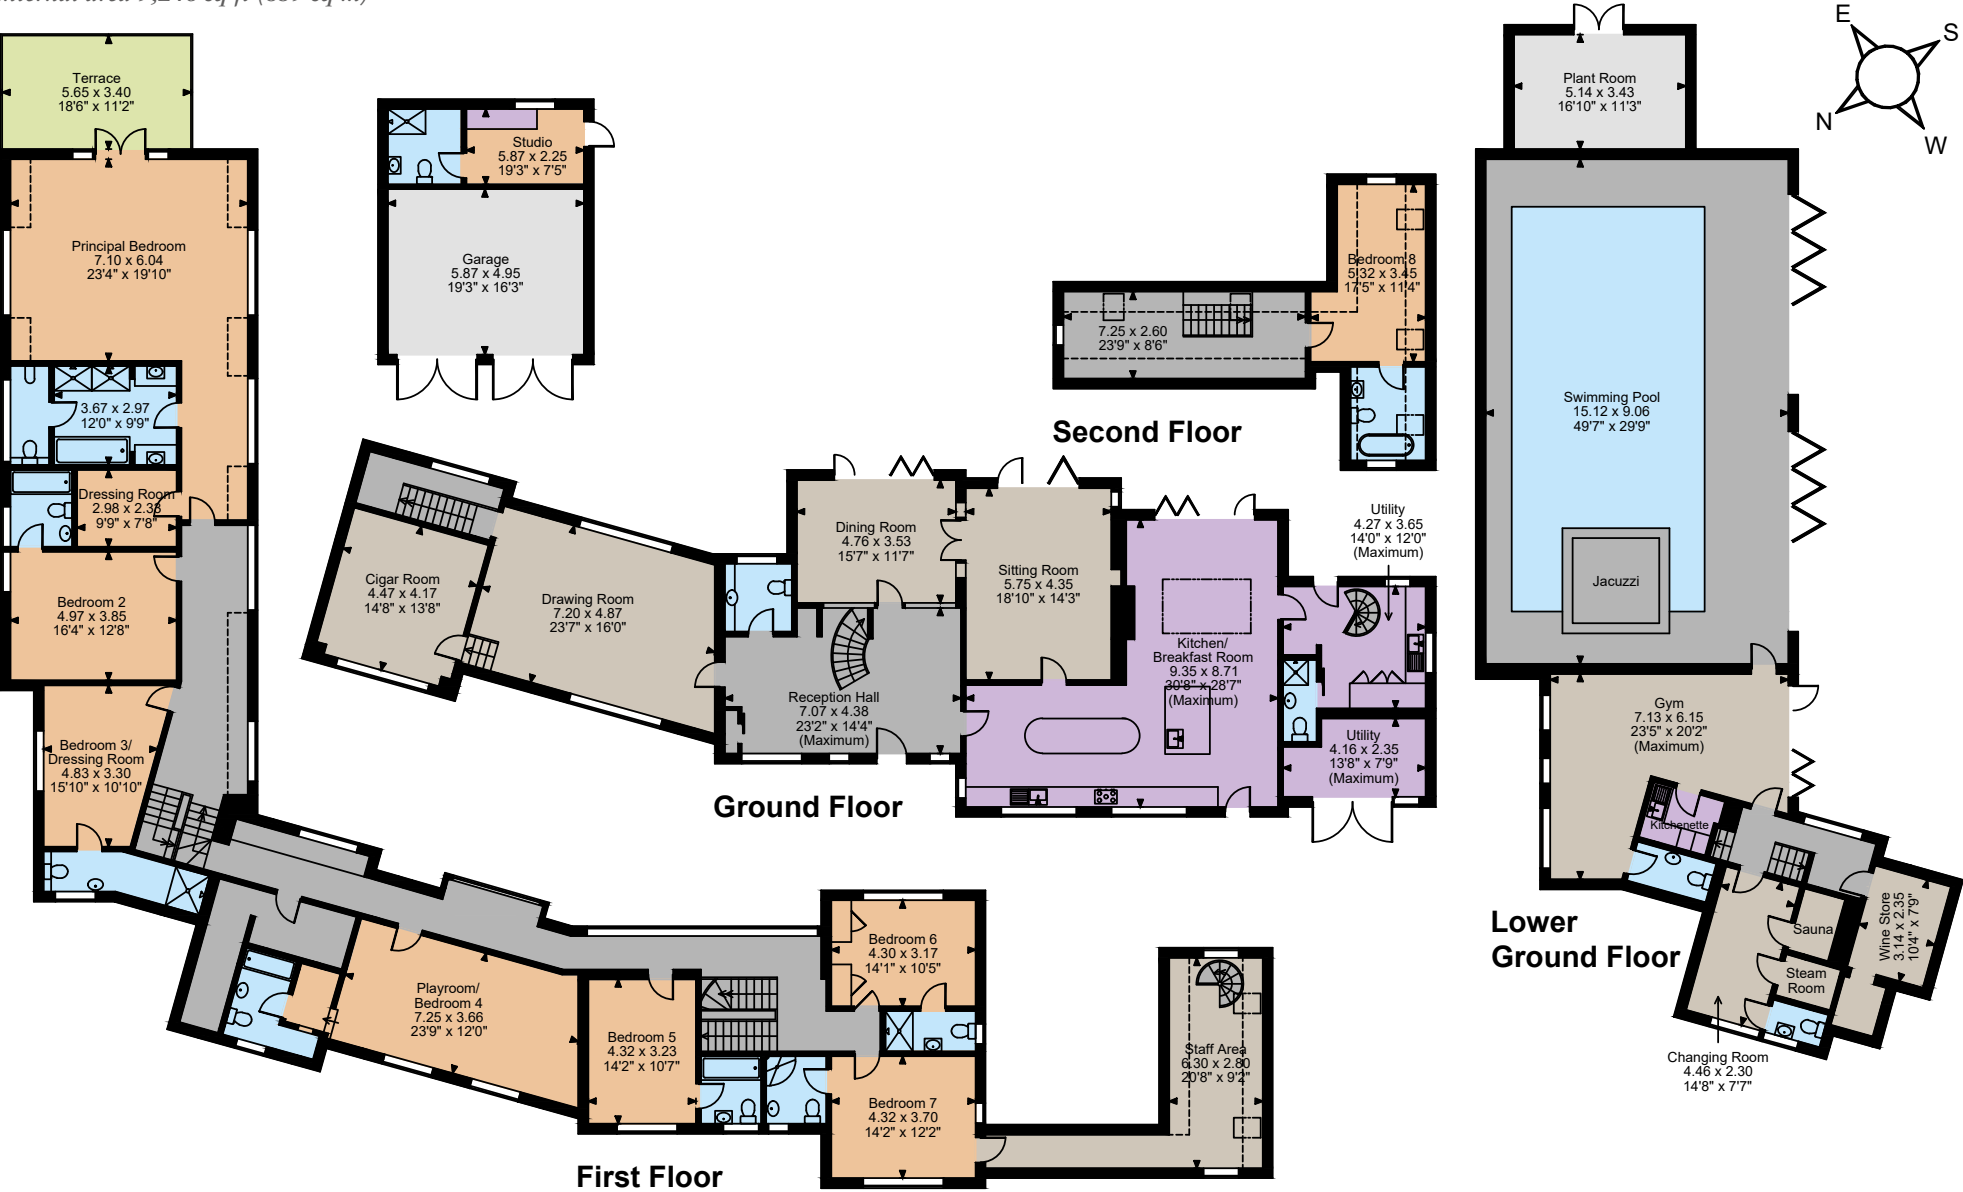 Terrace
5.65 x 3.40
18'6" x 11'2"
Principal Bedroom
7.10 x 6.04
23'4" x 19'10"
3.67 x 2.97
12'0" x 9'9"
Dressing Room
2.98 x 2.33
9'9" x 7'8"
Bedroom 2
4.97 x 3.85
16'4" x 12'8"
Bedroom 3/
Dressing Room
4.83 x 3.30
15'10" x 10'10"
Playroom/
Bedroom 4
7.25 x 3.66
23'9" x 12'0"
Bedroom 5
4.32 x 3.23
14'2" x 10'7"
Bedroom 6
4.30 x 3.17
14'1" x 10'5"
Bedroom 7
4.32 x 3.70
14'2" x 12'2"
Staff Area
6.30 x 2.80
20'8" x 9'2"
First Floor
Studio
5.87 x 2.25
19'3" x 7'5"
Garage
5.87 x 4.95
19'3" x 16'3"
Cigar Room
4.47 x 4.17
14'8" x 13'8"
Drawing Room
7.20 x 4.87
23'7" x 16'0"
Dining Room
4.76 x 3.53
15'7" x 11'7"
Sitting Room
5.75 x 4.35
18'10" x 14'3"
Reception Hall
7.07 x 4.38
23'2" x 14'4"
(Maximum)
Kitchen/
Breakfast Room
9.35 x 8.71
30'8" x 28'7"
(Maximum)
Utility
4.27 x 3.65
14'0" x 12'0"
(Maximum)
Utility
4.16 x 2.35
13'8" x 7'9"
(Maximum)
Ground Floor
Bedroom 8
5.32 x 3.45
17'5" x 11'4"
7.25 x 2.60
23'9" x 8'6"
Second Floor
Plant Room
5.14 x 3.43
16'10" x 11'3"
Swimming Pool
15.12 x 9.06
49'7" x 29'9"
Jacuzzi
Gym
7.13 x 6.15
23'5" x 20'2"
(Maximum)
Kitchenette
Wine Store
3.14 x 2.35
10'4" x 7'9"
Sauna
Steam
Room
Changing Room
4.46 x 2.30
14'8" x 7'7"
Lower
Ground Floor
E
S
N
W